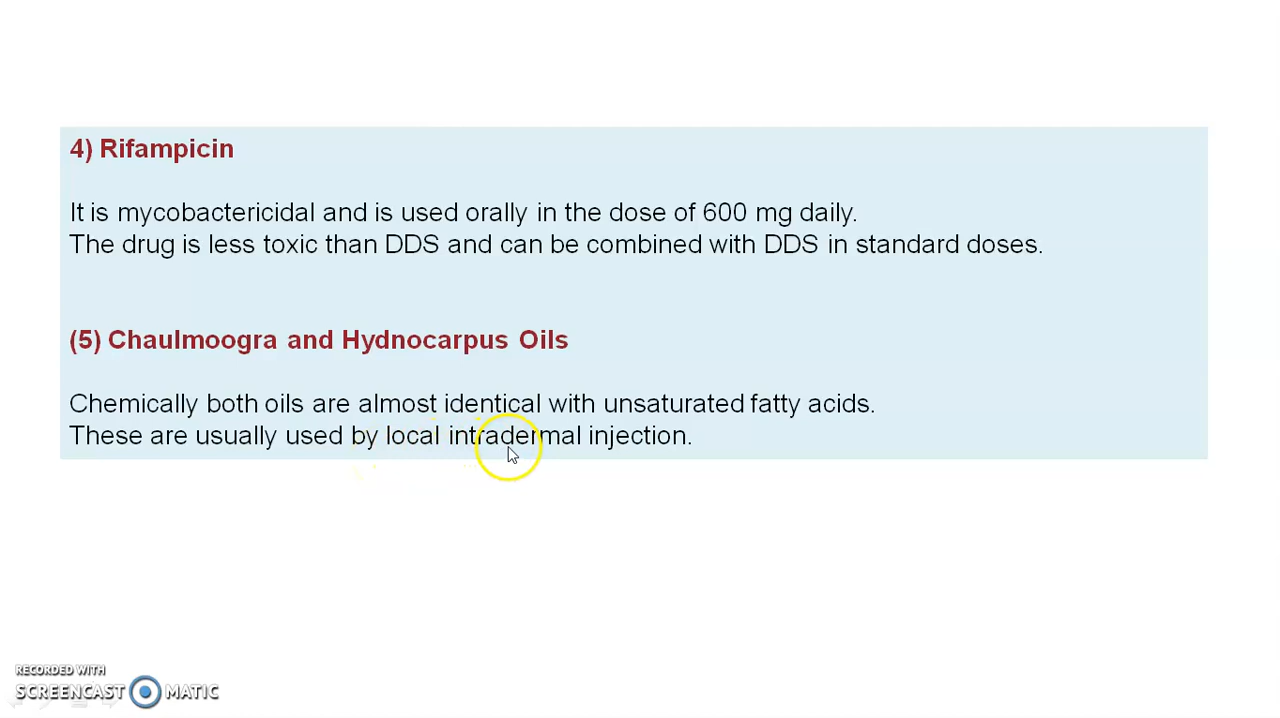 4) Rifampicin
It is mycobactericidal and is used orally in the dose of 600 mg daily.
The drug is less toxic than DDS and can be combined with DDS in standard doses.
(5) Chaulmoogra and Hydnocarpus Oils
Chemically both oils are almost identical with unsaturated fatty acids.
These are usually used by local intradermal injection.
RECORDED WITH
SCREENCAST MATIC